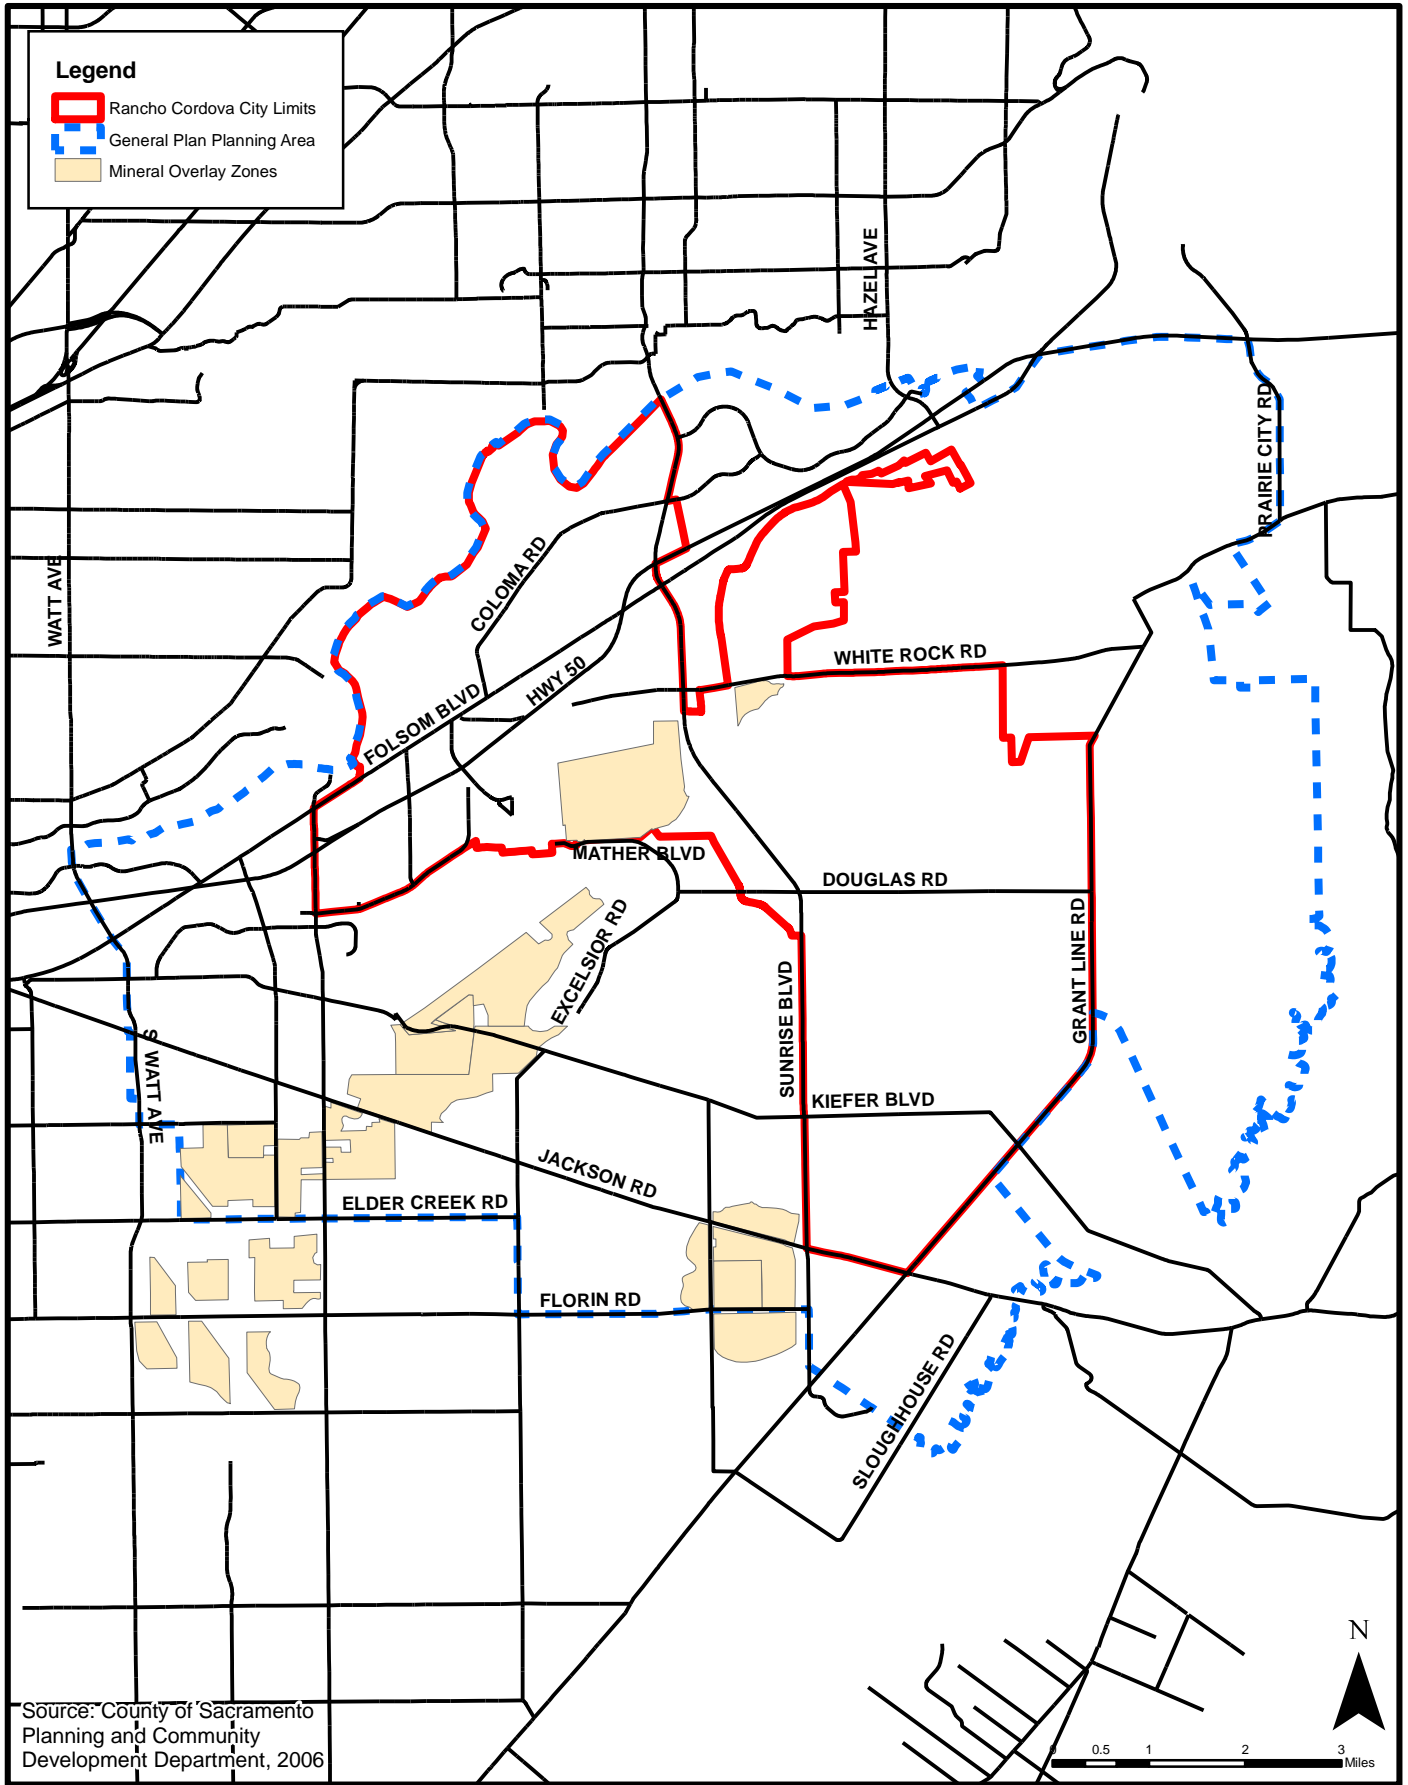 Legend
Rancho Cordova City Limits
General Plan Planning Area
Mineral Overlay Zones
HAZEL AVE
PRAIRIE CITY RD
WATT AVE
COLOMA RD
WHITE ROCK RD
HWY 50
FOLSOM BLVD
MATHER BLVD
DOUGLAS RD
EXCELSIOR RD
GRANT LINE RD
SUNRISE BLVD
S WATT AVE
KIEFER BLVD
JACKSON RD
ELDER CREEK RD
FLORIN RD
SLOUGHHOUSE RD
N
Source: County of Sacramento
Planning and Community
Development Department, 2006
0 0.5 1 2 3
Miles